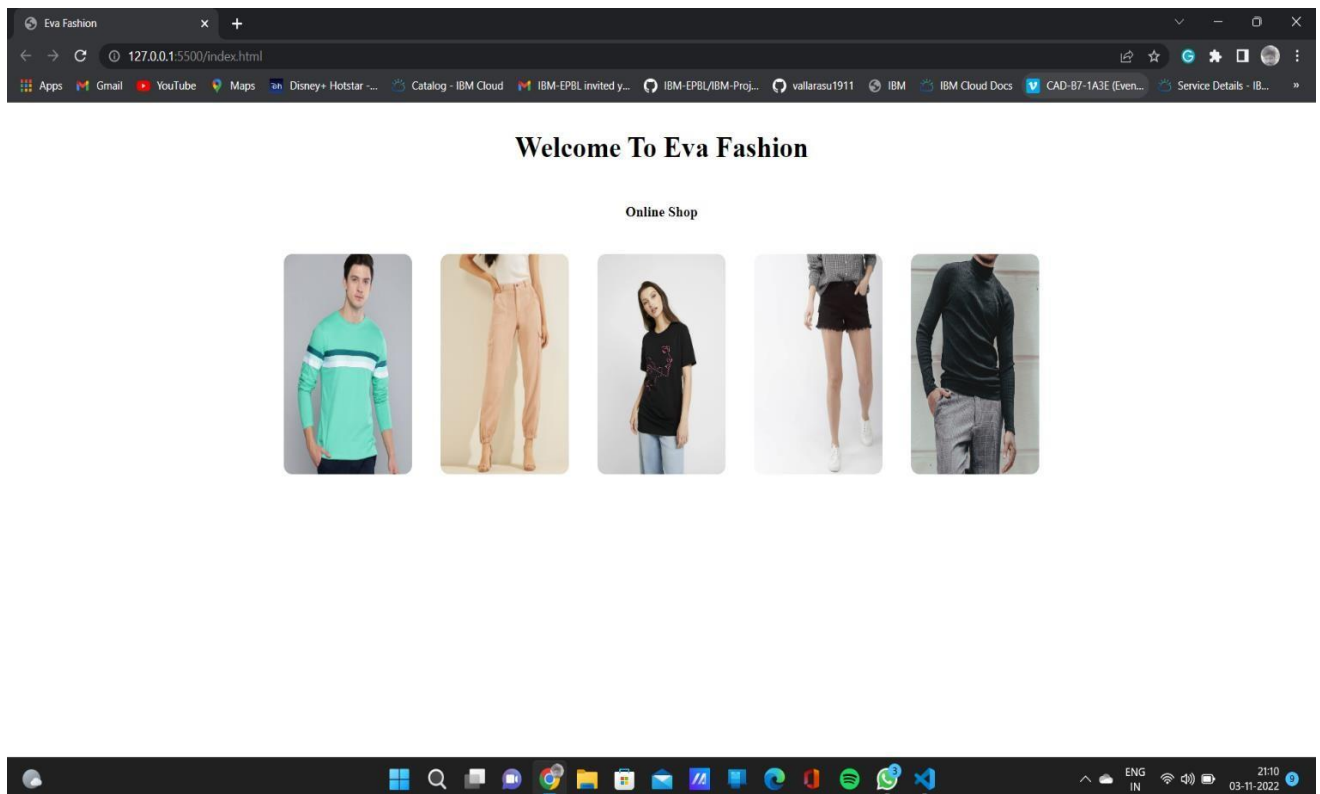 Eva Fashion
127.0.0.1:5500/index.html
Apps Gmail YouTube Maps Disney+ Hotstar -... Catalog - IBM Cloud IBM-EPBL invited y... IBM-EPBL/IBM-Proj... vallarasu1911 IBM IBM Cloud Docs CAD-B7-1A3E (Even... Service Details - IB... »
Welcome To Eva Fashion
Online Shop
ENG 21:10
IN 03-11-2022 9